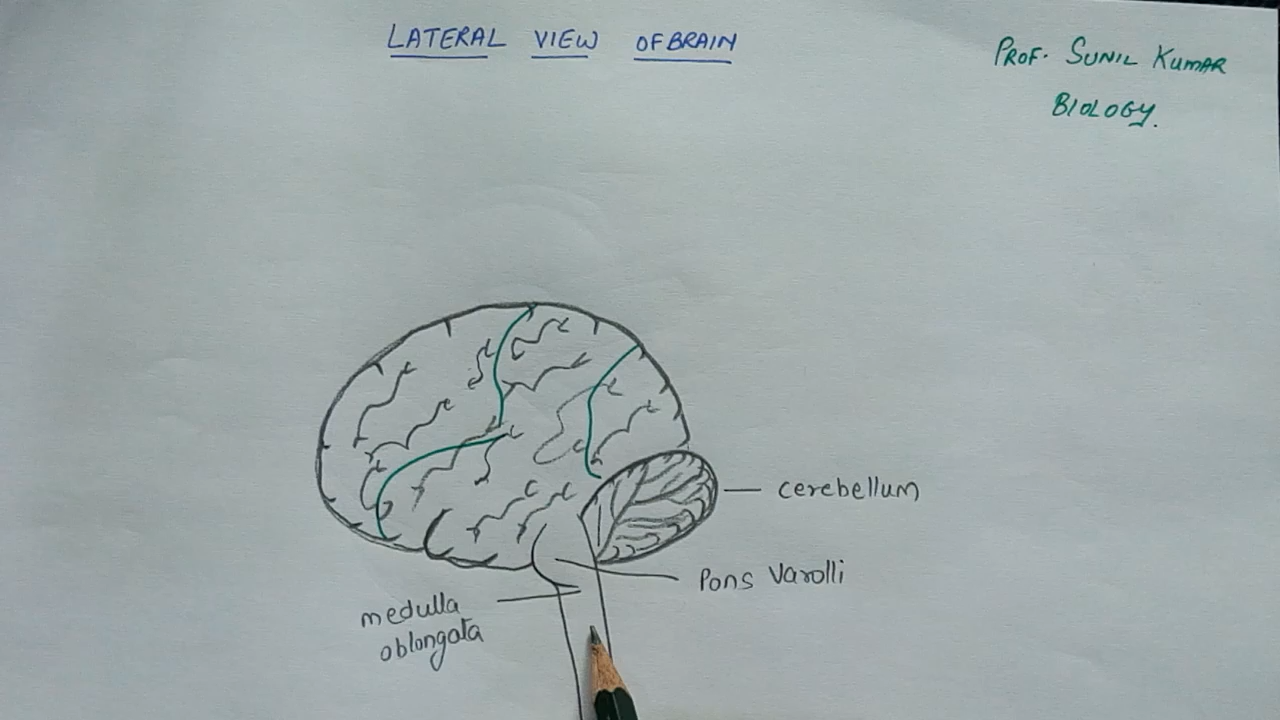 LATERAL VIEW OF BRAIN
PROF. SUNIL KUMAR
BIOLOGY.
cerebellum
Pons Varolli
medulla
oblongata